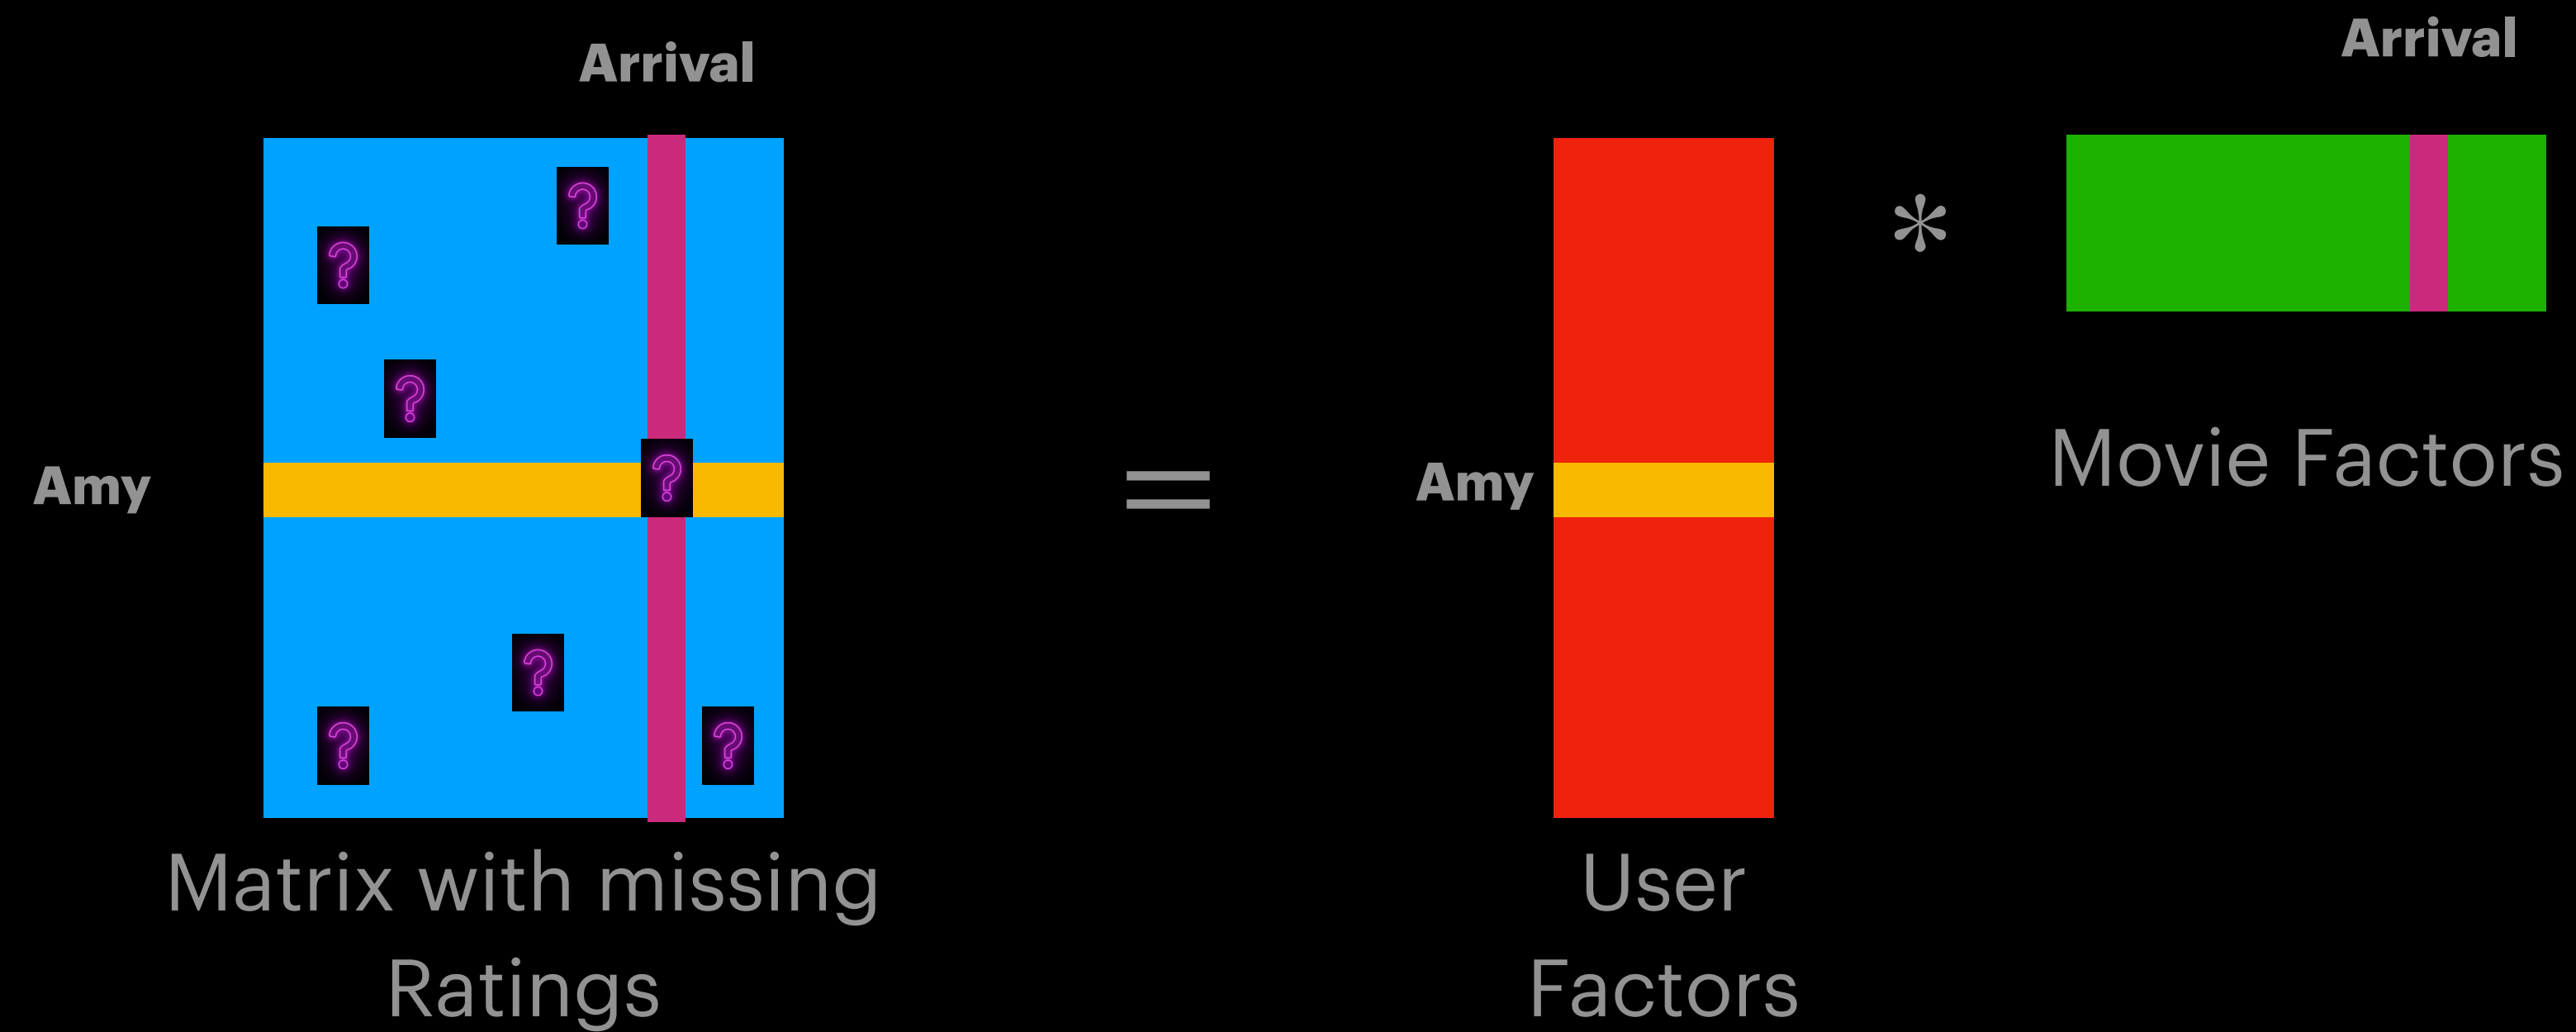 Arrival
Arrival
?
?
*
?
Movie Factors
Amy
?
=
Amy
?
?
?
Matrix with missing
Ratings
User
Factors